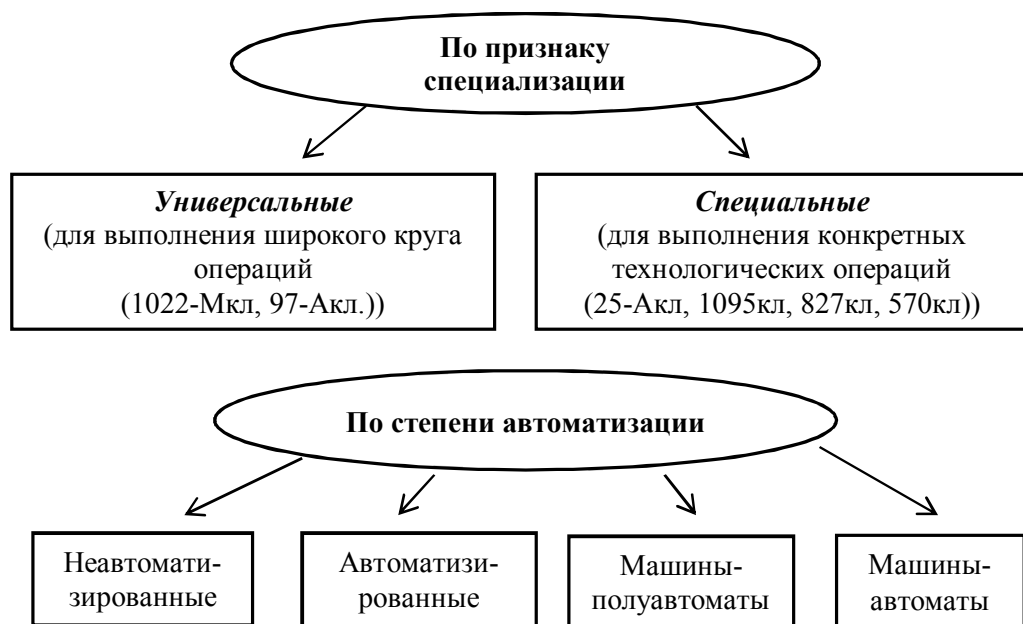 По признаку
специализации
Универсальные
(для выполнения широкого круга
операций
(1022-Мкл, 97-Акл.))
Специальные
(для выполнения конкретных
технологических операций
(25-Акл, 1095кл, 827кл, 570кл))
По степени автоматизации
Неавтомати-
зированные
Автоматизи-
рованные
Машины-
полуавтоматы
Машины-
автоматы